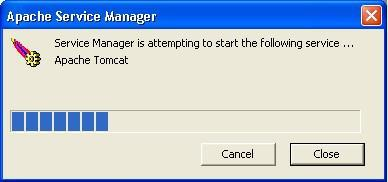 Apache Service Manager
Service Manager is attempting to start the following service ...
Apache Tomcat
Cancel
Close